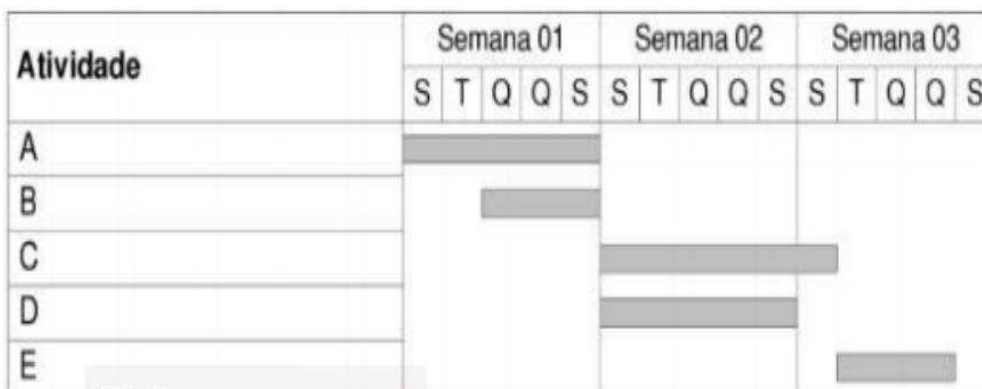 Atividade Semana 01 Semana 02 Semana 03
S T Q Q S S T Q Q S S T Q Q S
A
B
C
D
E